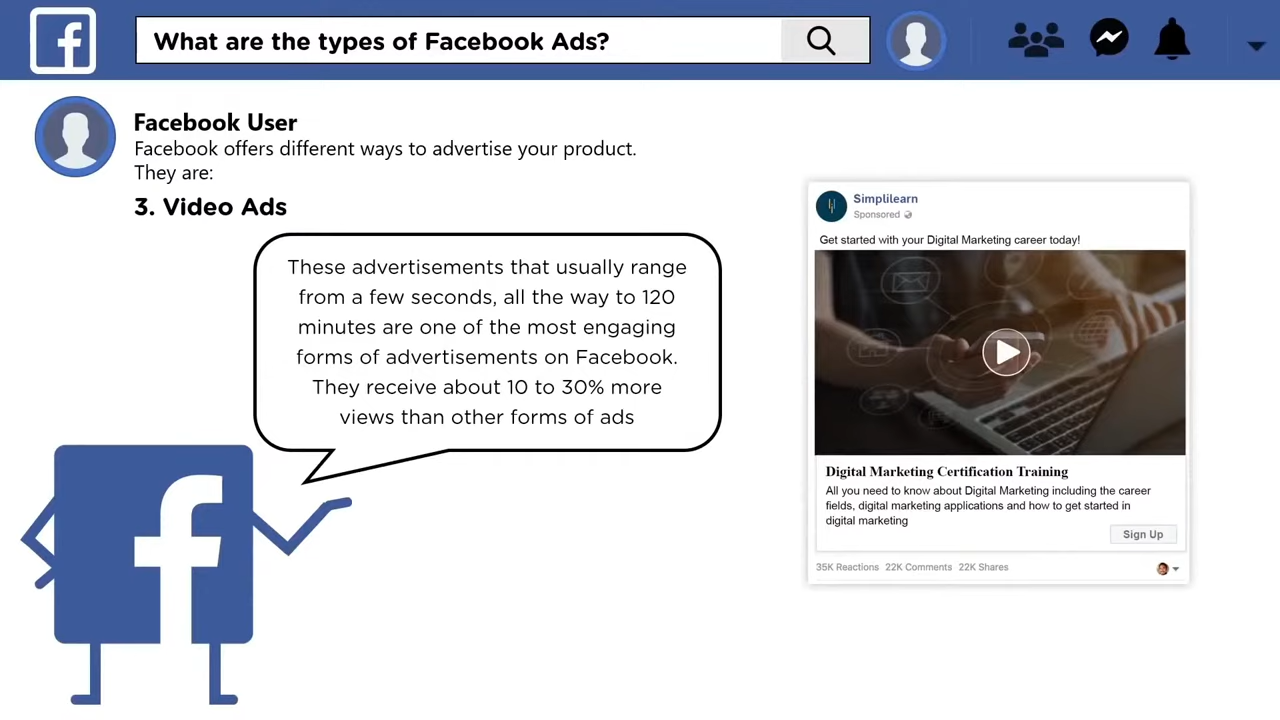 What are the types of Facebook Ads?
Facebook User
Facebook offers different ways to advertise your product.
They are:
3. Video Ads
These advertisements that usually range
from a few seconds, all the way to 120
minutes are one of the most engaging
forms of advertisements on Facebook.
They receive about 10 to 30% more
views than other forms of ads
Simplilearn
Sponsored
Get started with your Digital Marketing career today!
Digital Marketing Certification Training
All you need to know about Digital Marketing including the career
fields, digital marketing applications and how to get started in
digital marketing
Sign Up
35K Reactions 22K Comments 22K Shares